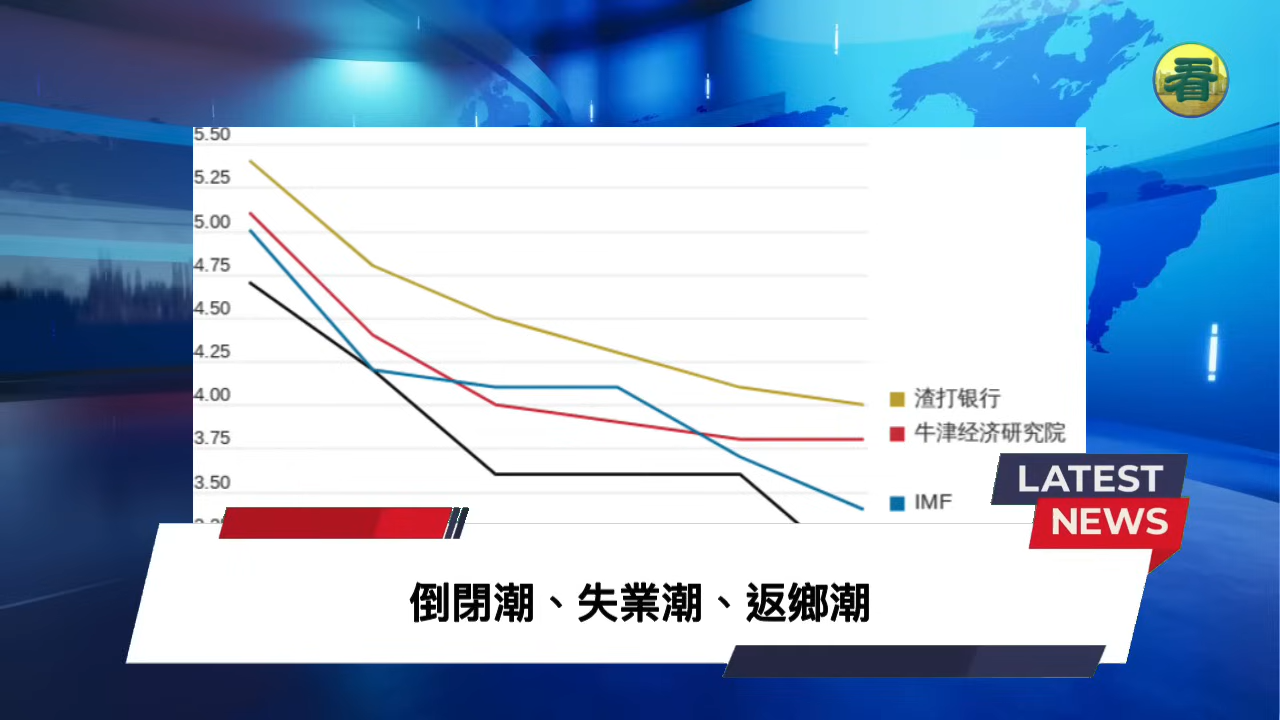 看
5.50
5.25
5.00
4.75
4.50
4.25
4.00
3.75
3.50
渣打银行
牛津经济研究院
IMF
LATEST
NEWS
倒閉潮、失業潮、返鄉潮